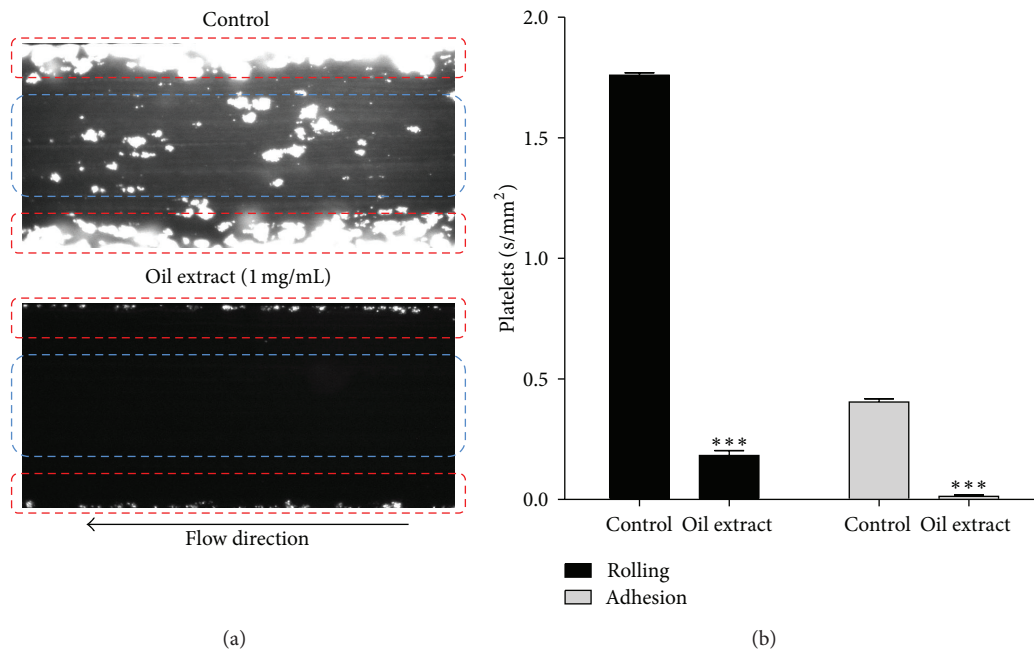 Control
Oil extract (1 mg/mL)
Flow direction
(a)
Platelets (s/mm²)
2.0
1.5
1.0
0.5
0.0
***
***
Control Oil extract Control Oil extract
Rolling
Adhesion
(b)